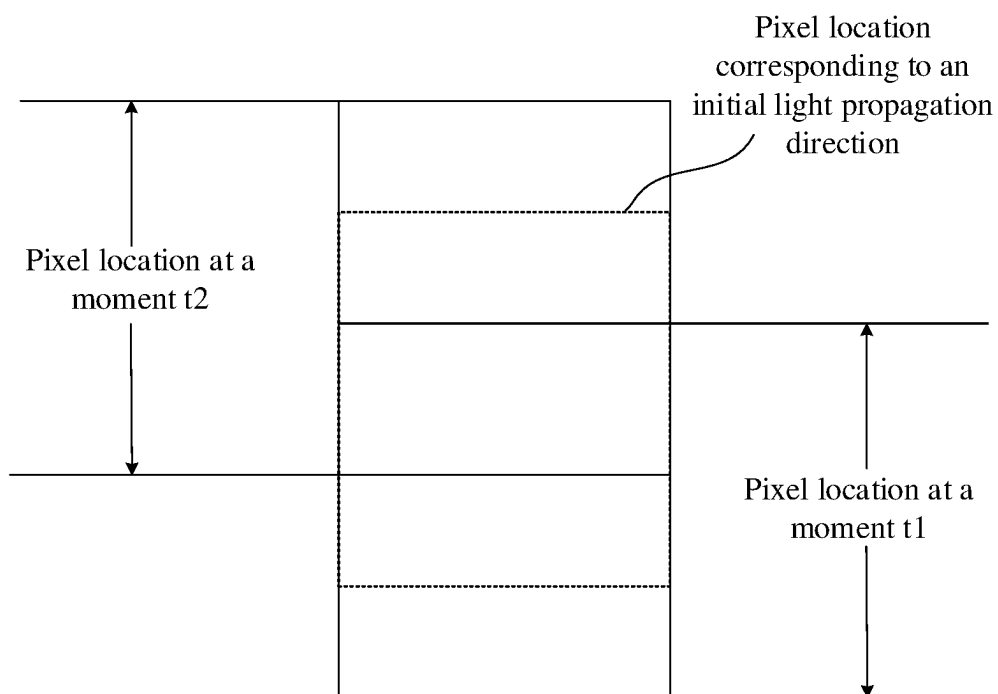 Pixel location
corresponding to an
initial light propagation
direction
Pixel location at a
moment t2
Pixel location at a
moment t1